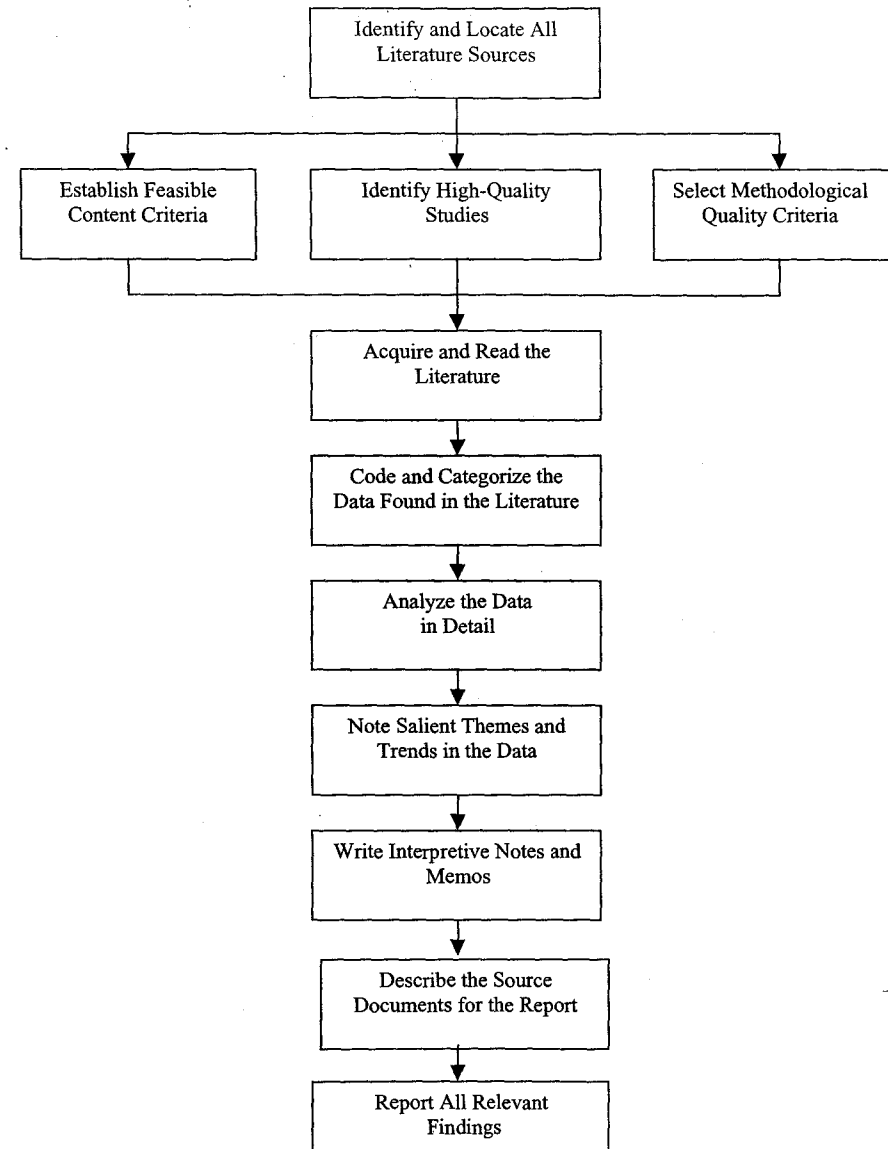 Identify and Locate All
Literature Sources
Establish Feasible
Content Criteria
Identify High-Quality
Studies
Select Methodological
Quality Criteria
Acquire and Read the
Literature
Code and Categorize the
Data Found in the Literature
Analyze the Data
in Detail
Note Salient Themes and
Trends in the Data
Write Interpretive Notes and
Memos
Describe the Source
Documents for the Report
Report All Relevant
Findings